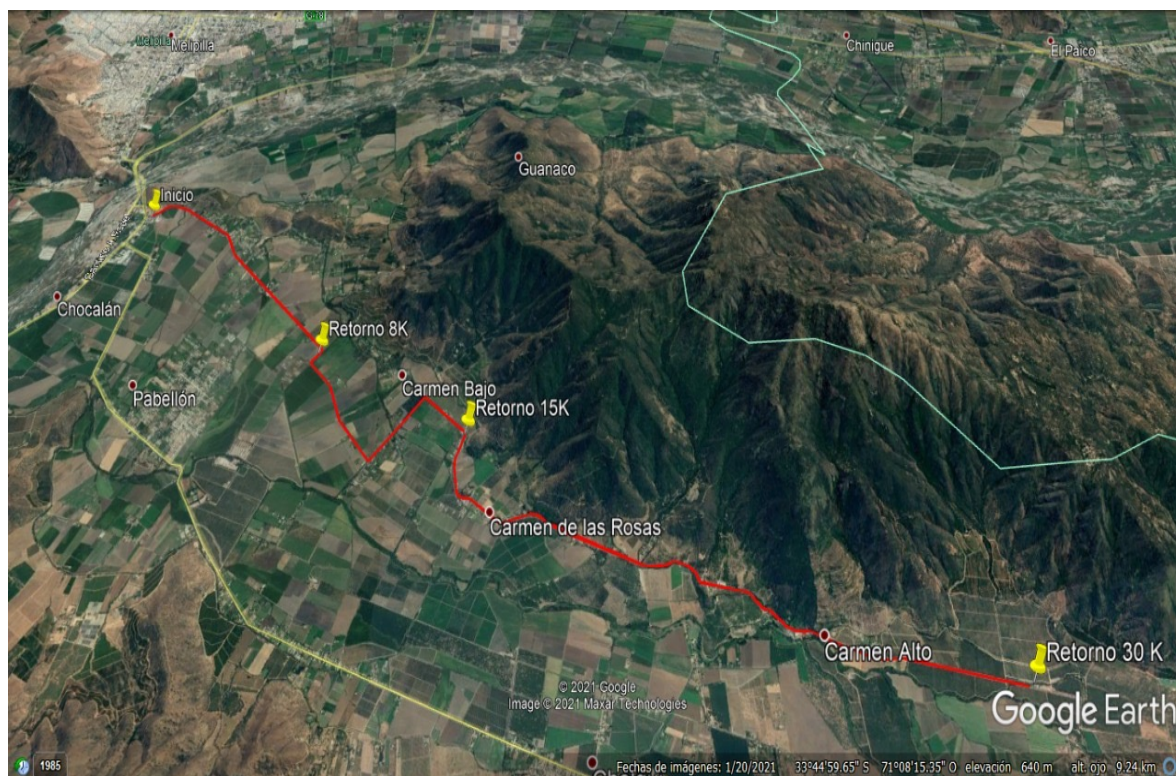 Melipilla
Melipilla
Chiñigue
El Paico
Guanaco
Inicio
Chocalán
Retorno 8K
Pabellón
Carmen Bajo
Retorno 15K
Carmen de las Rosas
Carmen Alto
Retorno 30 K
© 2021 Google
Image © 2021 Maxar Technologies
Google Earth
1985
Fechas de imágenes: 1/20/2021 33°44'59.65" S 71°08'15.35" O elevación 640 m alt. ojo 9.24 km